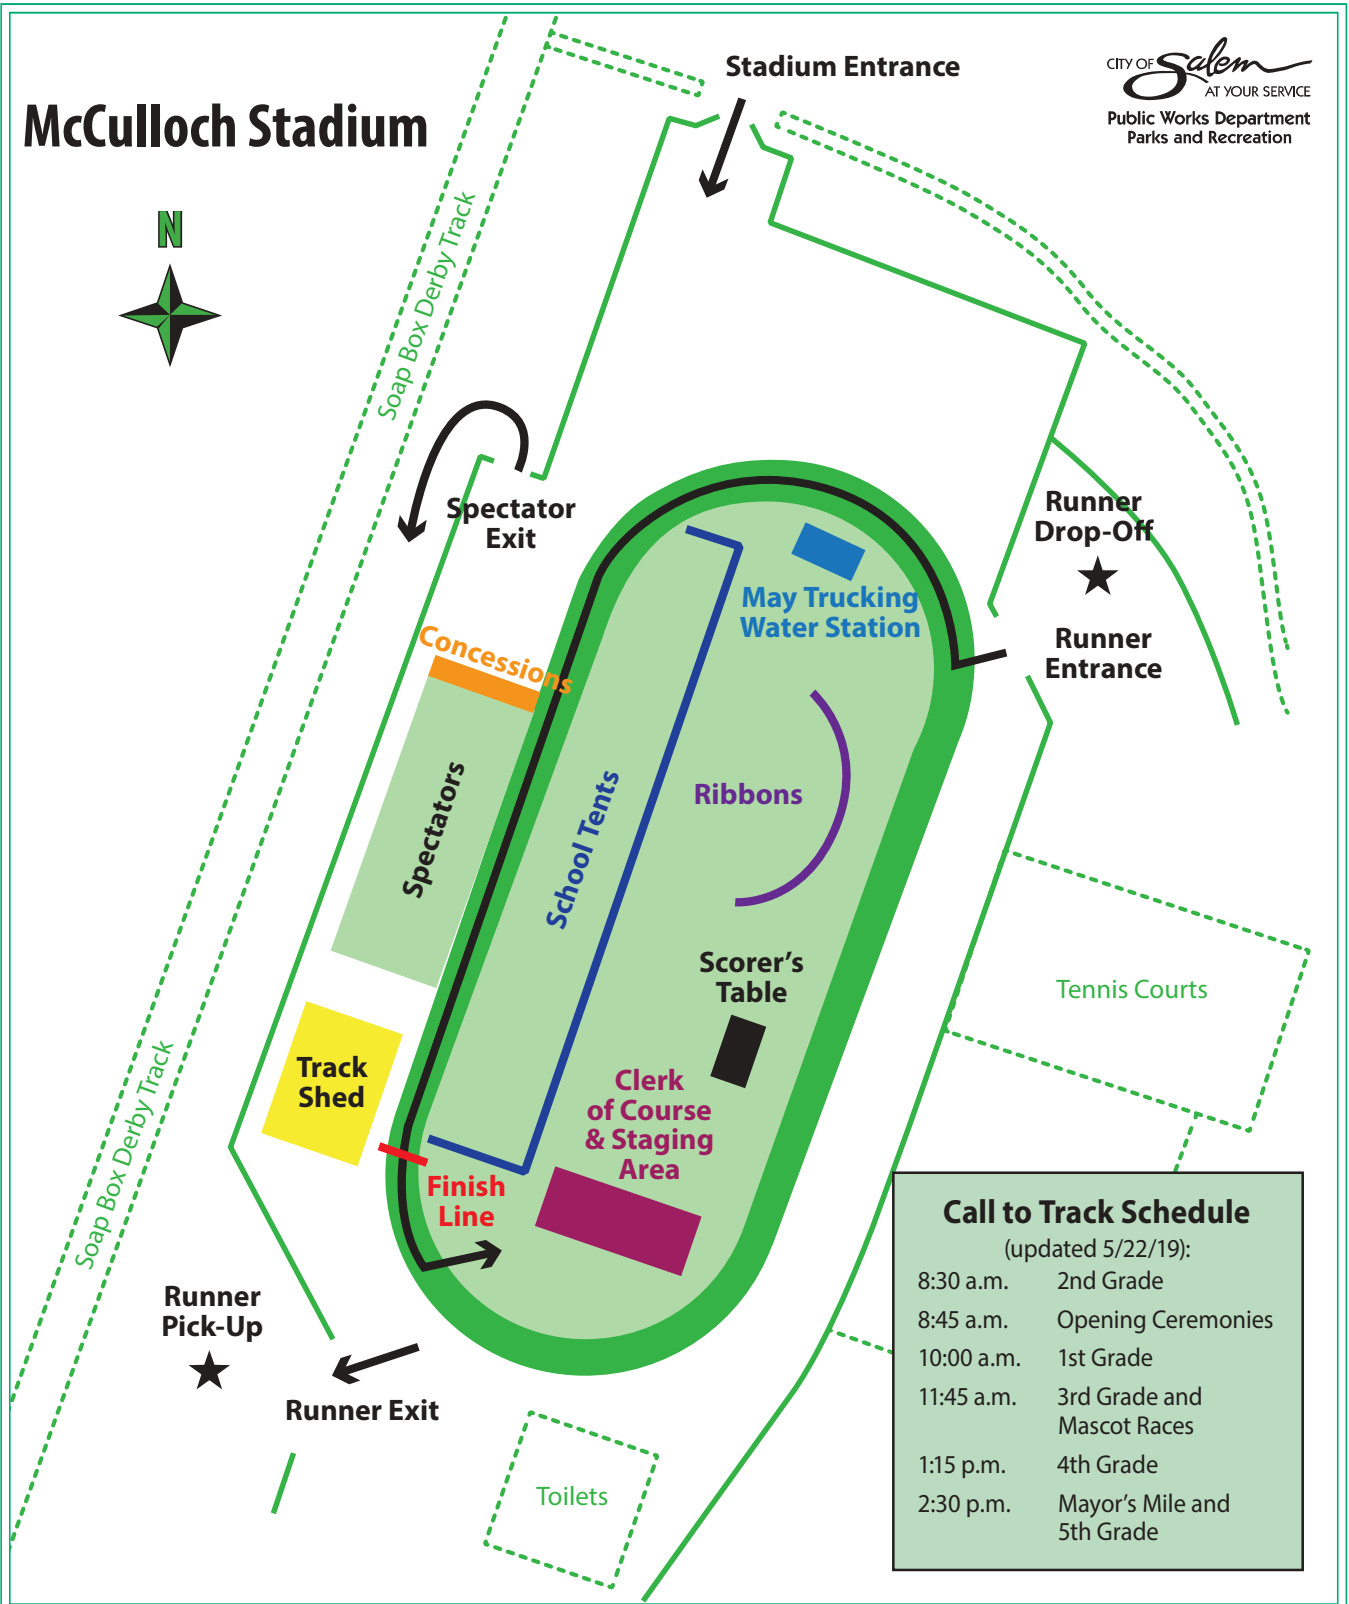 McCulloch Stadium
N
Stadium Entrance
CITY OF Salem
AT YOUR SERVICE
Public Works Department
Parks and Recreation
Soap Box Derby Track
Spectator
Exit
Runner
Drop-Off
May Trucking
Water Station
Runner
Entrance
Concessions
Spectators
School Tents
Ribbons
Scorer's
Table
Tennis Courts
Track
Shed
Clerk
of Course
& Staging
Area
Soap Box Derby Track
Finish
Line
Runner
Pick-Up
Runner Exit
Toilets
Call to Track Schedule
(updated 5/22/19):
8:30 a.m. 2nd Grade
8:45 a.m. Opening Ceremonies
10:00 a.m. 1st Grade
11:45 a.m. 3rd Grade and
Mascot Races
1:15 p.m. 4th Grade
2:30 p.m. Mayor's Mile and
5th Grade